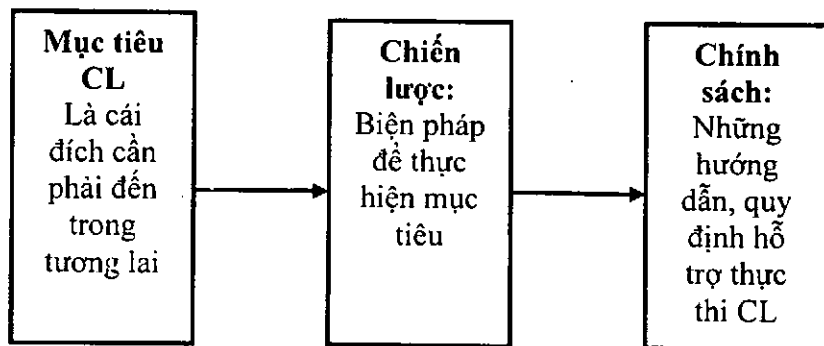 Mục tiêu
CL
Là cái
đích cần
phải đến
trong
tương lai
Chiến
lược:
Biện pháp
để thực
hiện mục
tiêu
Chính
sách:
Những
hướng
dẫn, quy
định hỗ
trợ thực
thi CL